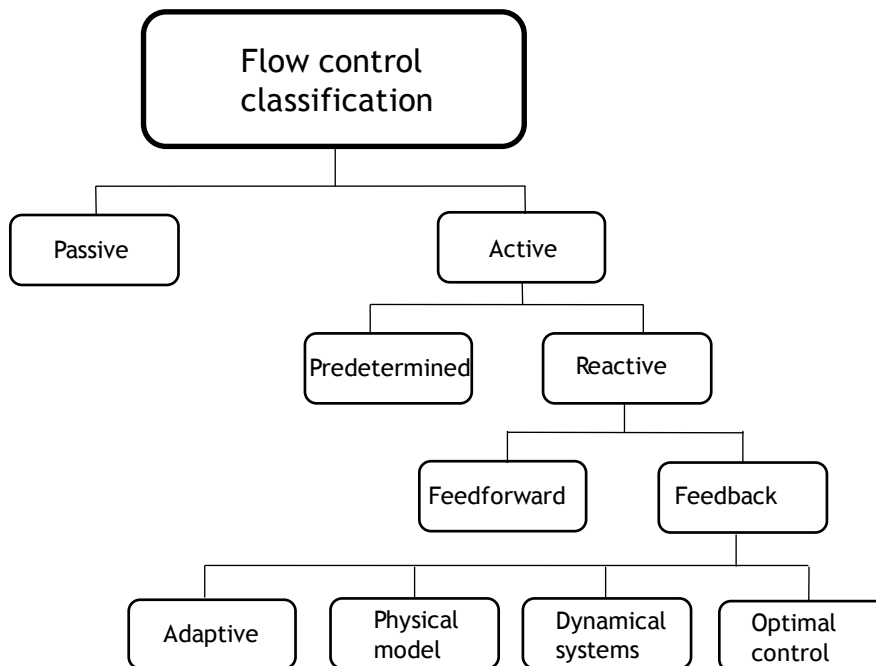 Flow control
classification
Passive
Active
Predetermined
Reactive
Feedforward
Feedback
Adaptive
Physical
model
Dynamical
systems
Optimal
control